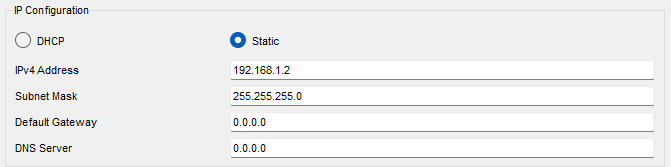 IP Configuration
DHCP Static
IPv4 Address 192.168.1.2
Subnet Mask 255.255.255.0
Default Gateway 0.0.0.0
DNS Server 0.0.0.0